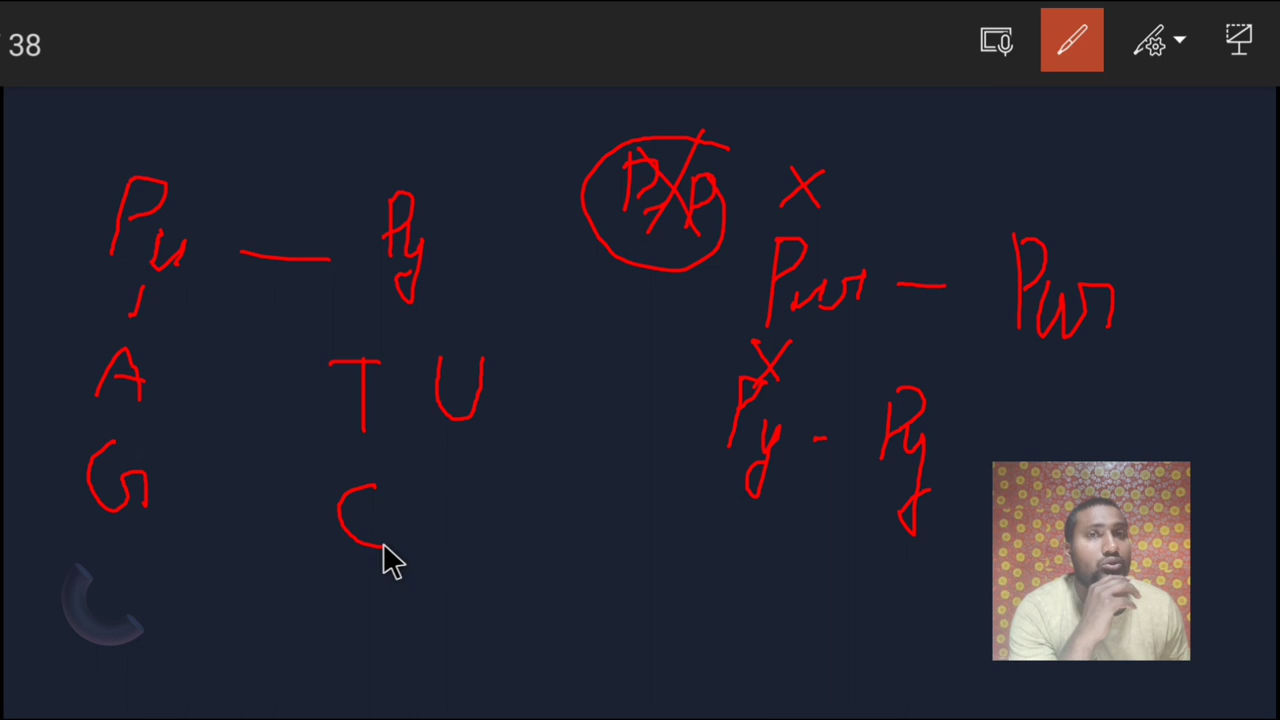 38
P P X
Pu — Py
Pur — Pur
X
A T U
Py - Py
G C